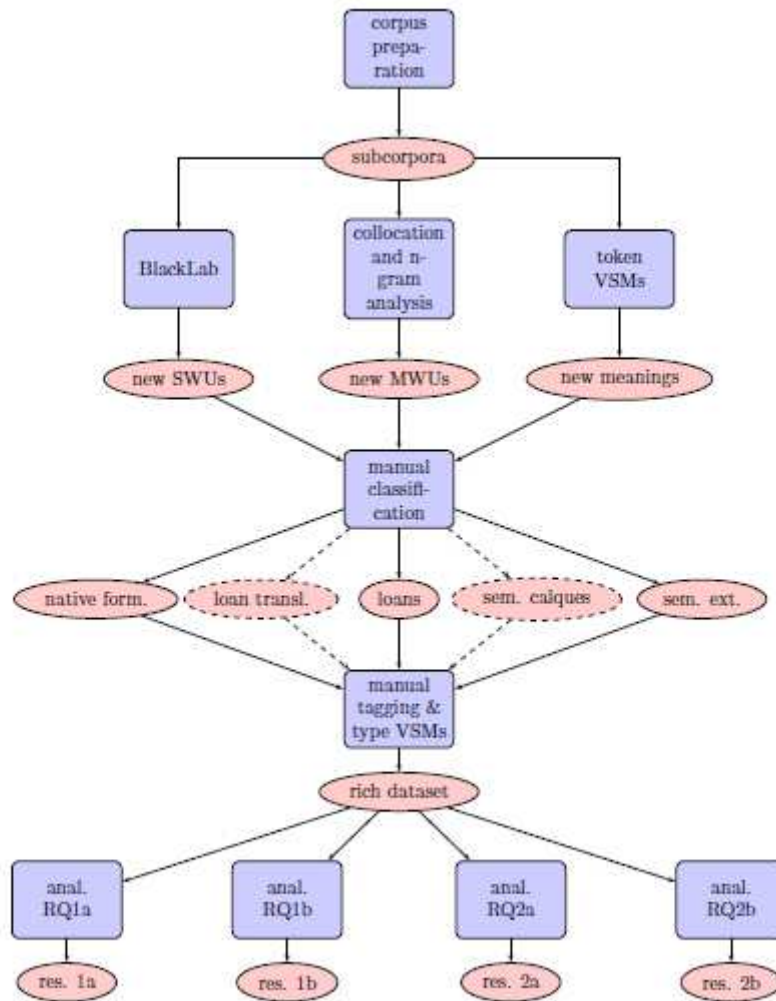 corpus
prepa-
ration
subcorpora
BlackLab
collocation
and n-
gram
analysis
token
VSMs
new SWUs
new MWUs
new meanings
manual
classifi-
cation
native form.
loan transl.
loans
sem. calques
sem. ext.
manual
tagging &
type VSMs
rich dataset
anal.
RQ1a
anal.
RQ1b
anal.
RQ2a
anal.
RQ2b
res. 1a
res. 1b
res. 2a
res. 2b